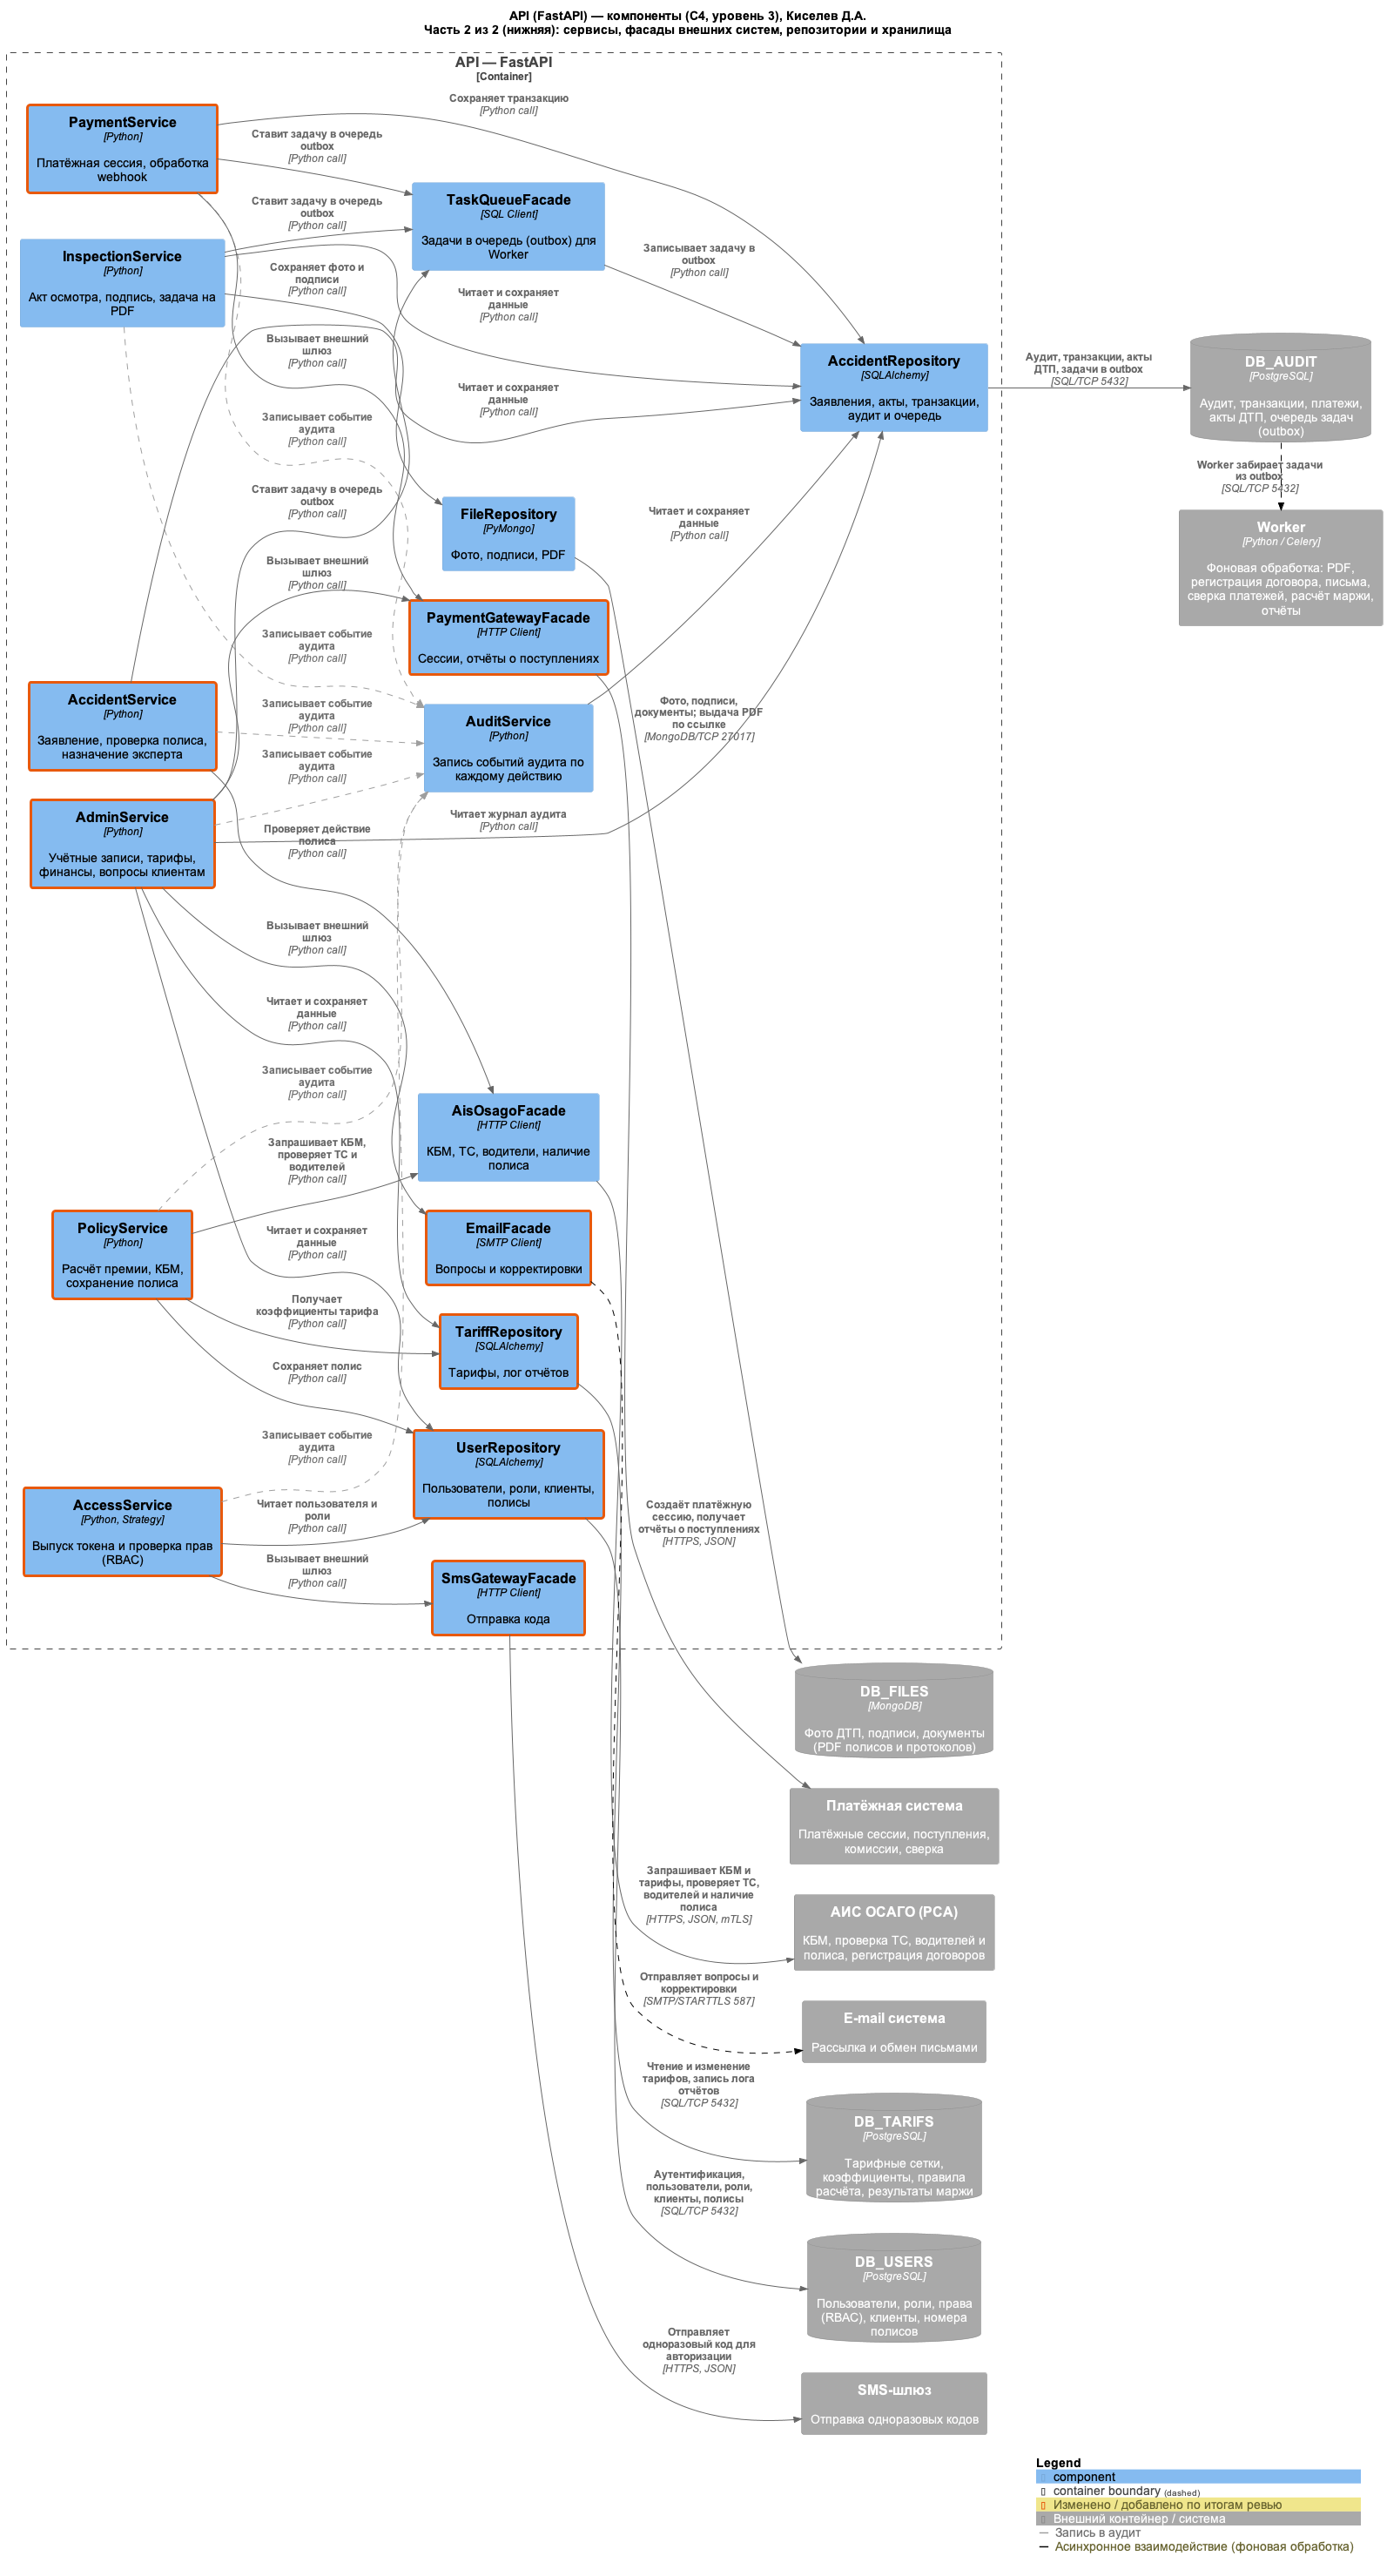 API (FastAPI) — компоненты (C4, уровень 3), Киселев Д.А.
Часть 2 из 2 (нижняя): сервисы, фасады внешних систем, репозитории и хранилища
API — FastAPI
[Container]
Сохраняет транзакцию
[Python call]
PaymentService
[Python]
Платёжная сессия, обработка
webhook
Ставит задачу в очередь
outbox
[Python call]
Ставит задачу в очередь
outbox
[Python call]
TaskQueueFacade
[SQL Client]
Задачи в очередь (outbox) для
Worker
InspectionService
[Python]
Акт осмотра, подпись, задача на
PDF
Сохраняет фото и
подписи
[Python call]
Записывает задачу в
outbox
[Python call]
Читает и сохраняет
данные
[Python call]
Вызывает внешний
шлюз
[Python call]
AccidentRepository
[SQLAlchemy]
Заявления, акты, транзакции,
аудит и очередь
Аудит, транзакции, акты
ДТП, задачи в outbox
[SQL/TCP 5432]
DB_AUDIT
[PostgreSQL]
Аудит, транзакции, платежи,
акты ДТП, очередь задач
(outbox)
Читает и сохраняет
данные
[Python call]
Записывает событие
аудита
[Python call]
Worker забирает задачи
из outbox
[SQL/TCP 5432]
Ставит задачу в очередь
outbox
[Python call]
FileRepository
[PyMongo]
Фото, подписи, PDF
Читает и сохраняет
данные
[Python call]
Worker
[Python / Celery]
Фоновая обработка: PDF,
регистрация договора, письма,
сверка платежей, расчёт маржи,
отчёты
Вызывает внешний
шлюз
[Python call]
PaymentGatewayFacade
[HTTP Client]
Сессии, отчёты о поступлениях
Записывает событие
аудита
[Python call]
AccidentService
[Python]
Заявление, проверка полиса,
назначение эксперта
Записывает событие
аудита
[Python call]
AuditService
[Python]
Запись событий аудита по
каждому действию
Фото, подписи,
документы; выдача PDF
по ссылке
[MongoDB/TCP 27017]
Записывает событие
аудита
[Python call]
AdminService
[Python]
Учётные записи, тарифы,
финансы, вопросы клиентам
Читает журнал аудита
[Python call]
Проверяет действие
полиса
[Python call]
Вызывает внешний
шлюз
[Python call]
Читает и сохраняет
данные
[Python call]
Записывает событие
аудита
[Python call]
AisOsagoFacade
[HTTP Client]
КБМ, ТС, водители, наличие
полиса
Запрашивает КБМ,
проверяет ТС и
водителей
[Python call]
PolicyService
[Python]
Расчёт премии, КБМ,
сохранение полиса
EmailFacade
[SMTP Client]
Вопросы и корректировки
Читает и сохраняет
данные
[Python call]
Получает
коэффициенты тарифа
[Python call]
TariffRepository
[SQLAlchemy]
Тарифы, лог отчётов
Сохраняет полис
[Python call]
Записывает событие
аудита
[Python call]
UserRepository
[SQLAlchemy]
Пользователи, роли, клиенты,
полисы
AccessService
[Python, Strategy]
Выпуск токена и проверка прав
(RBAC)
Читает пользователя и
роли
[Python call]
Создаёт платёжную
сессию, получает
отчёты о поступлениях
[HTTPS, JSON]
Вызывает внешний
шлюз
[Python call]
SmsGatewayFacade
[HTTP Client]
Отправка кода
DB_FILES
[MongoDB]
Фото ДТП, подписи, документы
(PDF полисов и протоколов)
Платёжная система
Платёжные сессии, поступления,
комиссии, сверка
Запрашивает КБМ и
тарифы, проверяет ТС,
водителей и наличие
полиса
[HTTPS, JSON, mTLS]
АИС ОСАГО (РСА)
КБМ, проверка ТС, водителей и
полиса, регистрация договоров
Отправляет вопросы и
корректировки
[SMTP/STARTTLS 587]
E-mail система
Рассылка и обмен письмами
Чтение и изменение
тарифов, запись лога
отчётов
[SQL/TCP 5432]
DB_TARIFS
[PostgreSQL]
Тарифные сетки,
коэффициенты, правила
расчёта, результаты маржи
Аутентификация,
пользователи, роли,
клиенты, полисы
[SQL/TCP 5432]
DB_USERS
[PostgreSQL]
Пользователи, роли, права
(RBAC), клиенты, номера
полисов
Отправляет
одноразовый код для
авторизации
[HTTPS, JSON]
SMS-шлюз
Отправка одноразовых кодов
Legend
component
container boundary (dashed)
Изменено / добавлено по итогам ревью
Внешний контейнер / система
Запись в аудит
Асинхронное взаимодействие (фоновая обработка)